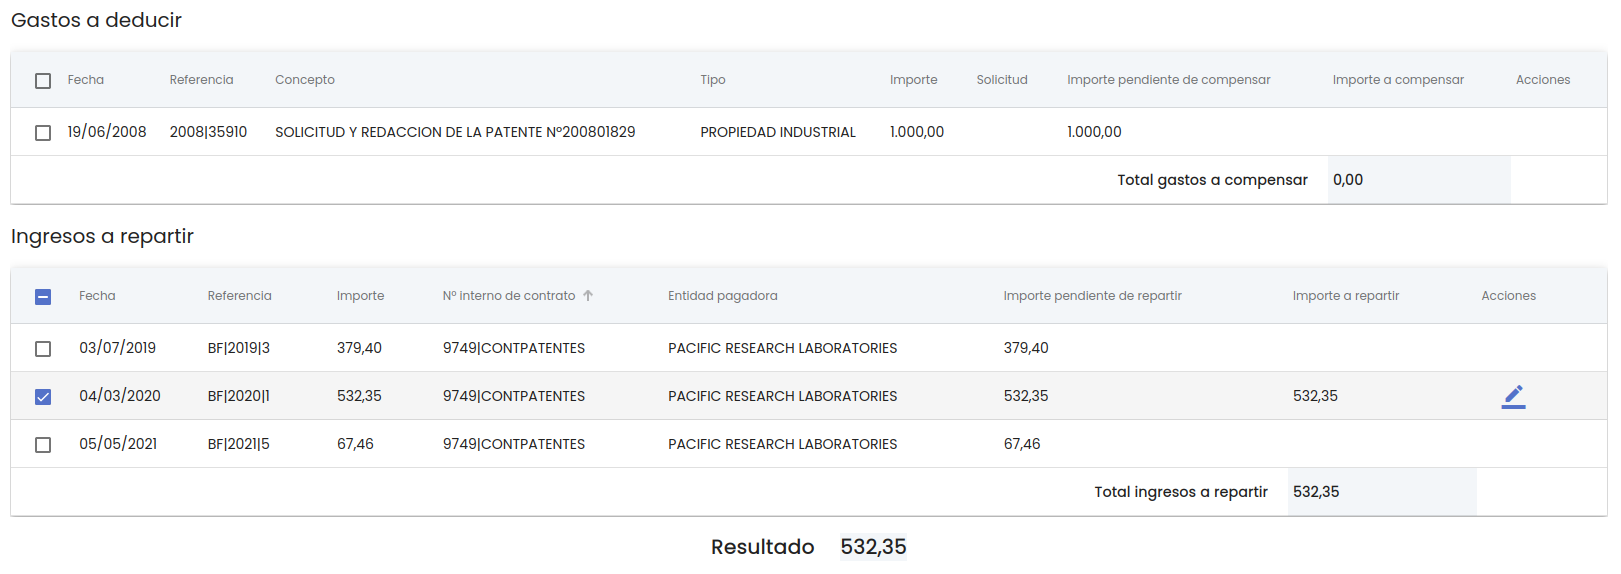 Gastos a deducir
Fecha Referencia Concepto Tipo Importe Solicitud Importe pendiente de compensar Importe a compensar Acciones
19/06/2008 2008|35910 SOLICITUD Y REDACCION DE LA PATENTE Nº200801829 PROPIEDAD INDUSTRIAL 1.000,00 1.000,00
Total gastos a compensar 0,00
Ingresos a repartir
Fecha Referencia Importe Nº interno de contrato Entidad pagadora Importe pendiente de repartir Importe a repartir Acciones
03/07/2019 BF|2019|3 379,40 9749|CONTPATENTES PACIFIC RESEARCH LABORATORIES 379,40
04/03/2020 BF|2020|1 532,35 9749|CONTPATENTES PACIFIC RESEARCH LABORATORIES 532,35 532,35
05/05/2021 BF|2021|5 67,46 9749|CONTPATENTES PACIFIC RESEARCH LABORATORIES 67,46
Total ingresos a repartir 532,35
Resultado 532,35